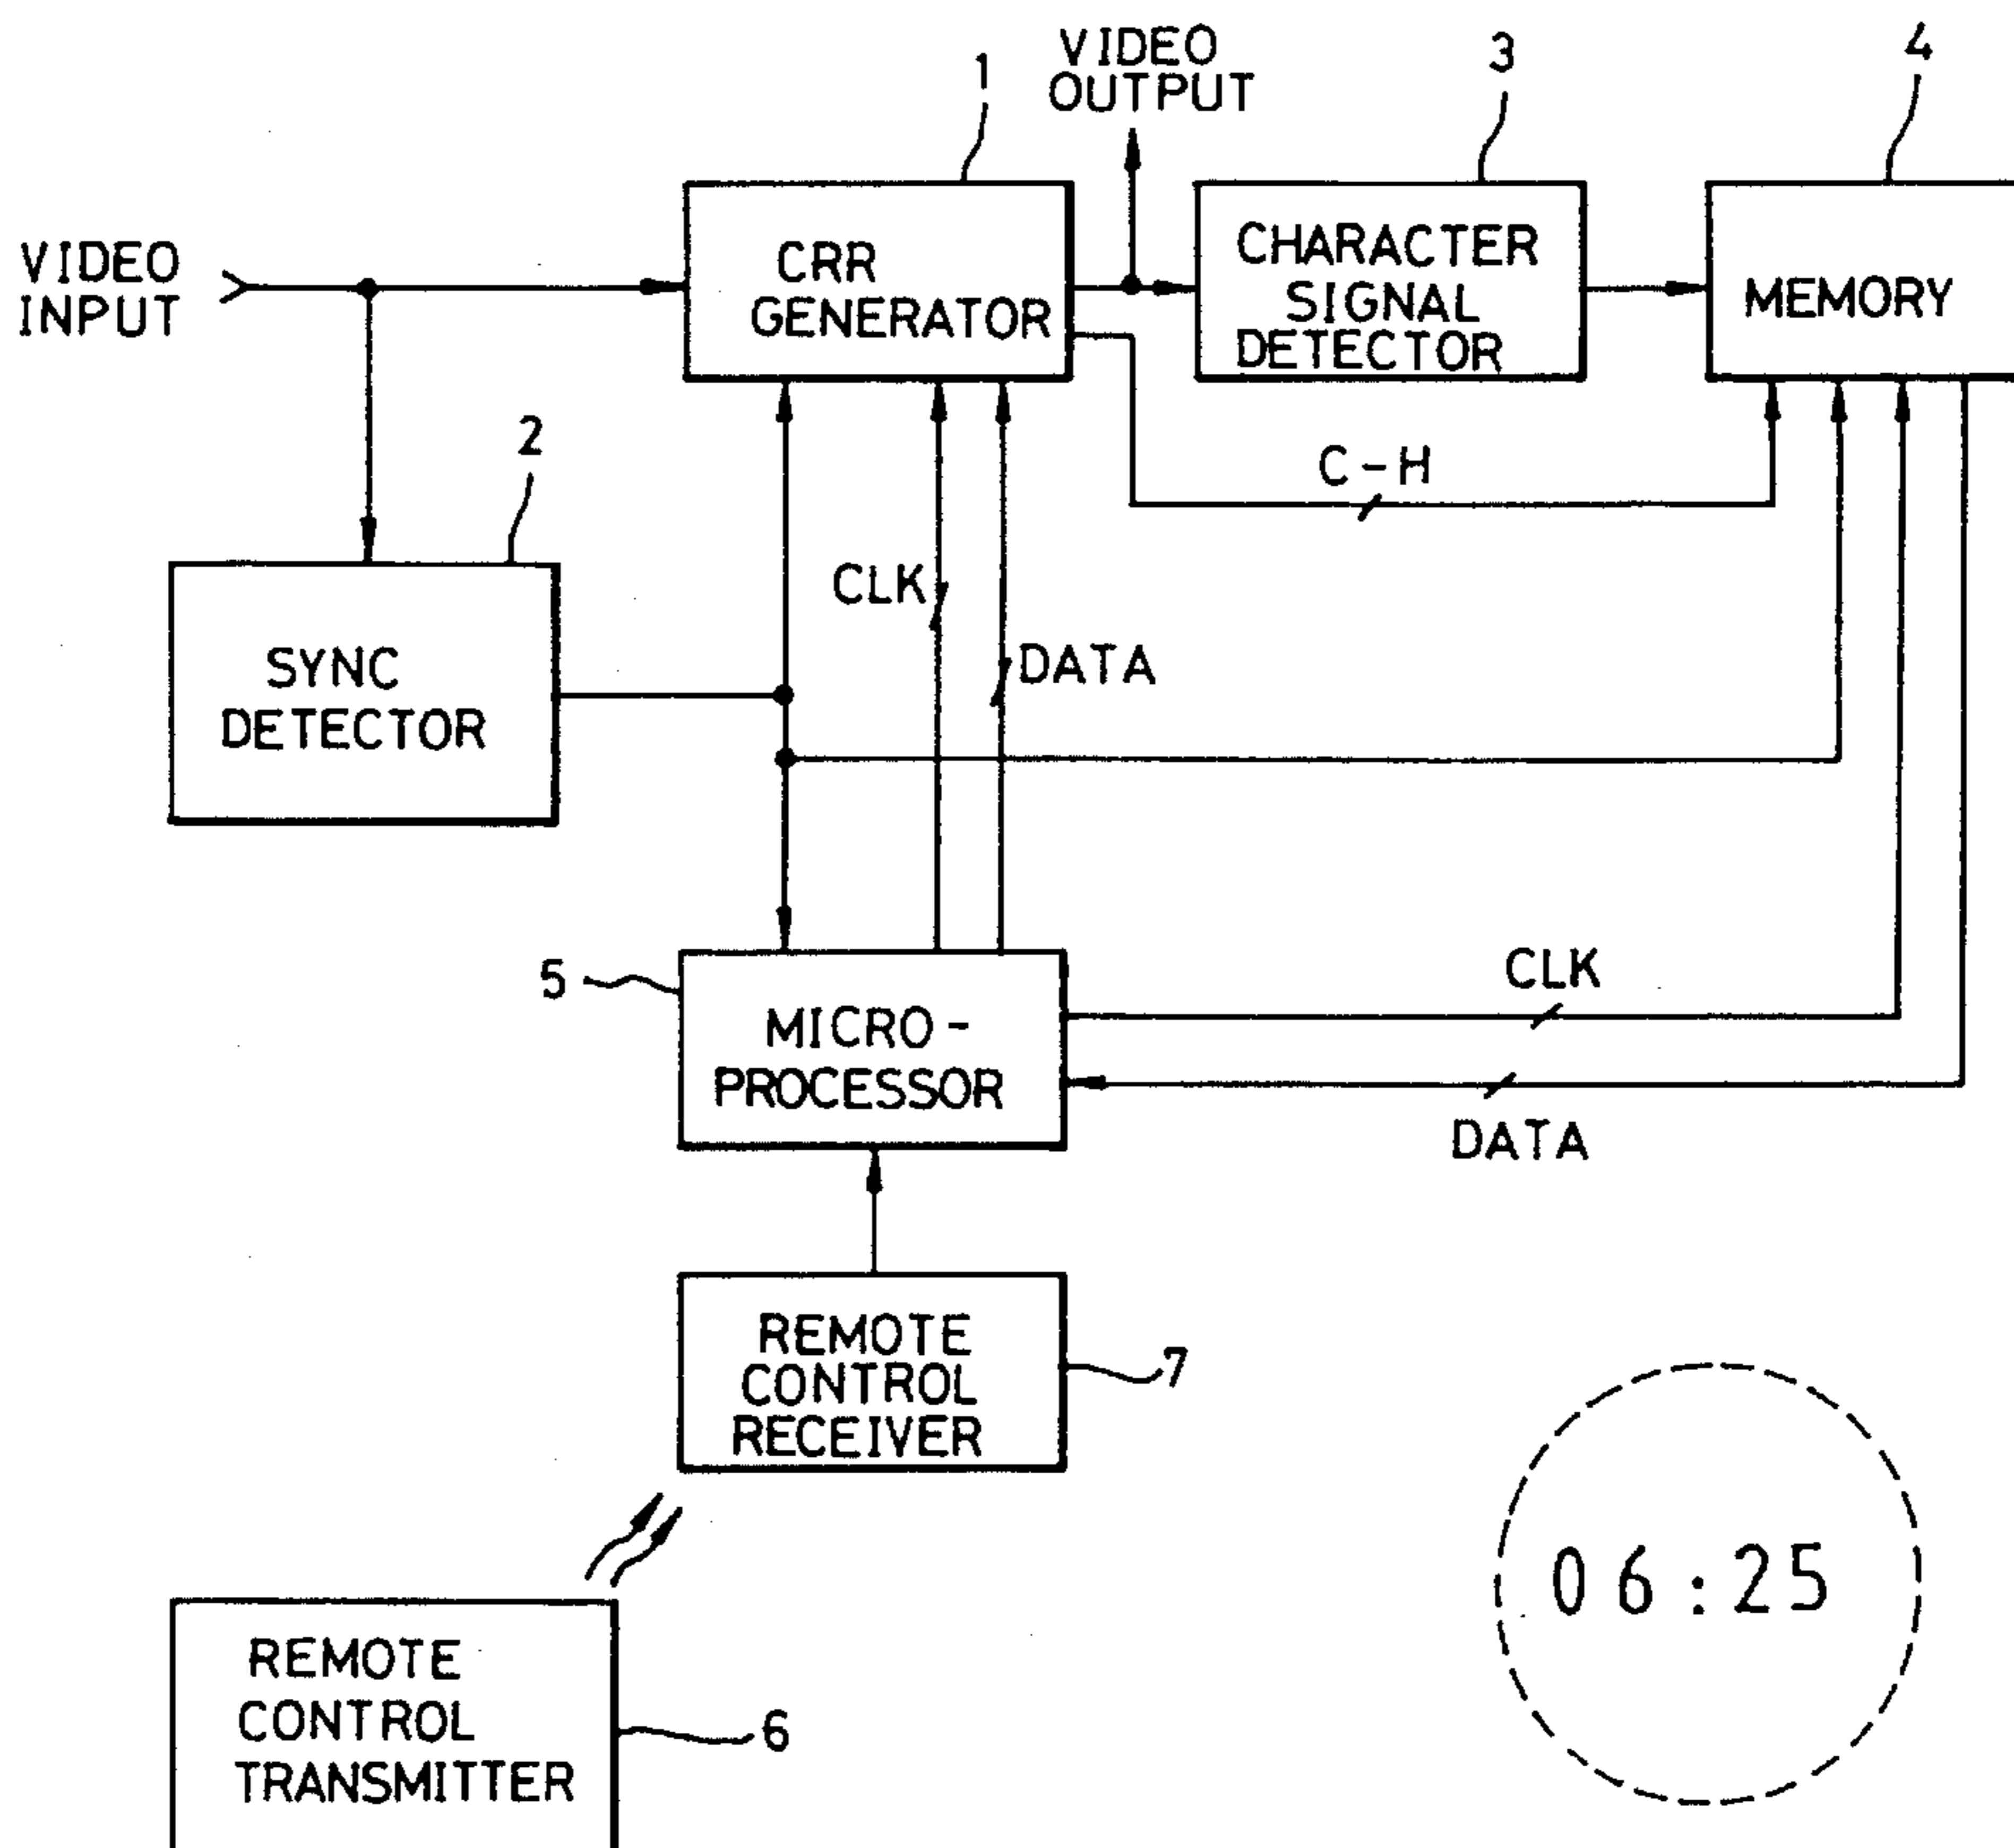 1
VIDEO
OUTPUT
3
4
VIDEO
INPUT
CRR
GENERATOR
CHARACTER
SIGNAL
DETECTOR
MEMORY
2
C-H
CLK
SYNC
DETECTOR
DATA
5
MICRO-
PROCESSOR
CLK
DATA
REMOTE
CONTROL
RECEIVER
7
06:25
REMOTE
CONTROL
TRANSMITTER
6